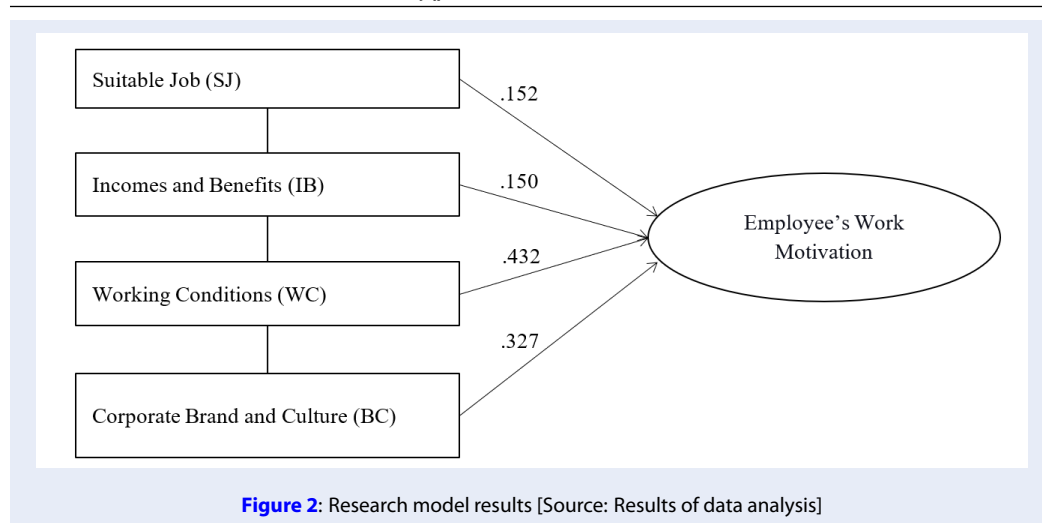 Suitable Job (SJ)
.152
Incomes and Benefits (IB)
.150
Employee’s Work
Motivation
.432
Working Conditions (WC)
.327
Corporate Brand and Culture (BC)
Figure 2: Research model results [Source: Results of data analysis]